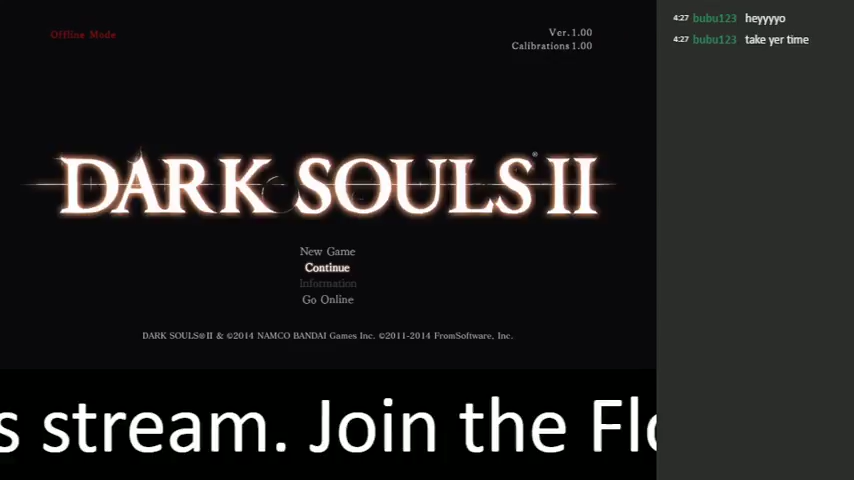 Offline Mode
Ver.1.00
Calibrations 1.00
DARK SOULS® II
New Game
Continue
Information
Go Online
DARK SOULS®II & ©2014 NAMCO BANDAI Games Inc. ©2011-2014 FromSoftware, Inc.
stream. Join the
4:27 bubu123 heyyyyo
4:27 bubu123 take yer time